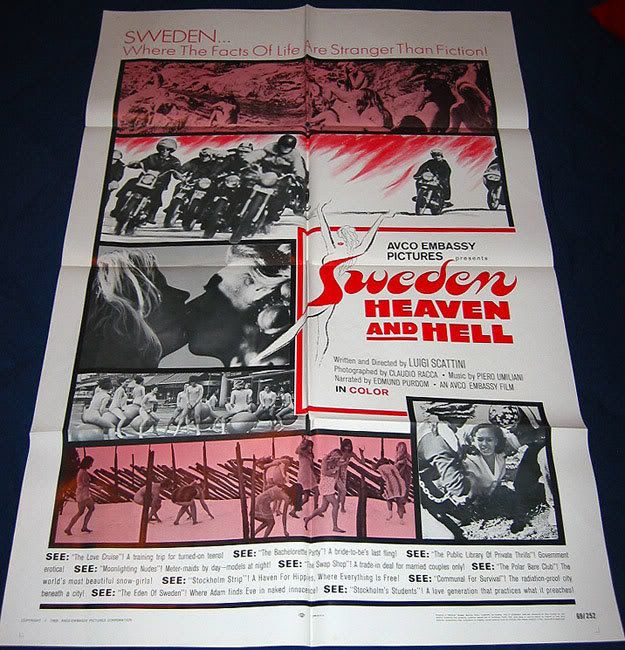 SWEDEN...
Where The Facts Of Life Are Stranger Than Fiction!
AVCO EMBASSY
PICTURES presents
Sweden
HEAVEN
AND HELL
Written and Directed by LUIGI SCATTINI
Photographed by CLAUDIO RACCA • Music by PIERO UMILIANI
Narrated by EDMUND PURDOM • AN AVCO EMBASSY FILM
IN COLOR
SEE: "The Love Cruise"! A training trip for turned-on teens! SEE: "The Bachelorette Party"! A bride-to-be's last fling! SEE: "The Public Library Of Private Thrills"! Government
erotica! SEE: "Moonlighting Nudes"! Meter-maids by day—models at night! SEE: "The Swap Shop"! A trade-in deal for married couples only! SEE: "The Polar Bare Club"! The
world's most beautiful snow-girls! SEE: "Stockholm Strip"! A Haven For Hippies, Where Everything Is Free! SEE: "Communal For Survival"! The radiation-proof city
beneath a city! SEE: "The Eden Of Sweden"! Where Adam finds Eve in naked innocence! SEE: "Stockholm's Students"! A love generation that practices what it preaches!
COPYRIGHT © 1969, AVCO EMBASSY PICTURES CORPORATION
69/252